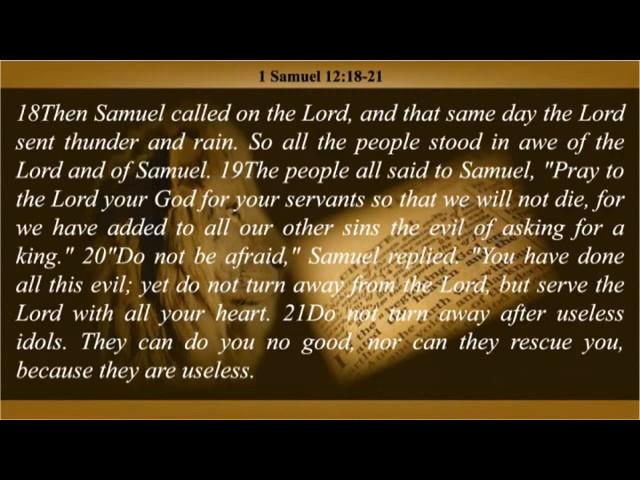 1 Samuel 12:18-21
18Then Samuel called on the Lord, and that same day the Lord
sent thunder and rain. So all the people stood in awe of the
Lord and of Samuel. 19The people all said to Samuel, "Pray to
the Lord your God for your servants so that we will not die, for
we have added to all our other sins the evil of asking for a
king." 20"Do not be afraid," Samuel replied. "You have done
all this evil; yet do not turn away from the Lord, but serve the
Lord with all your heart. 21Do not turn away after useless
idols. They can do you no good, nor can they rescue you,
because they are useless.